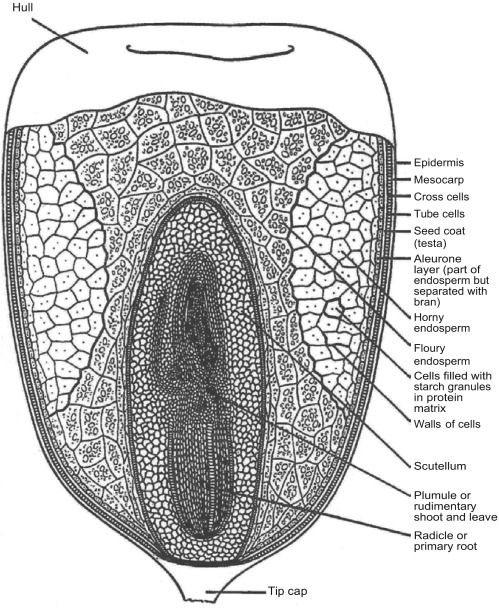 Hull
Epidermis
Mesocarp
Cross cells
Tube cells
Seed coat
(testa)
Aleurone
layer (part of
endosperm but
separated with
bran)
Horny
endosperm
Floury
endosperm
Cells filled with
starch granules
in protein
matrix
Walls of cells
Scutellum
Plumule or
rudimentary
shoot and leave
Radicle or
primary root
Tip cap